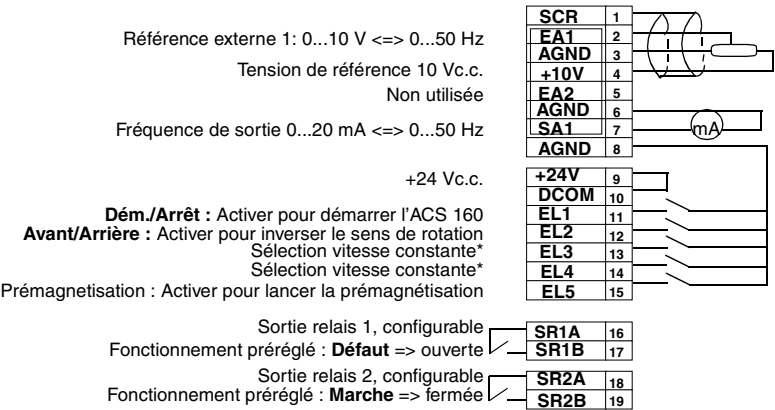 SCR 1
Référence externe 1: 0...10 V <=> 0...50 Hz EA1 2
AGND 3
Tension de référence 10 Vc.c. +10V 4
Non utilisée EA2 5
AGND 6
Fréquence de sortie 0...20 mA <=> 0...50 Hz SA1 7 mA
AGND 8
+24 Vc.c. +24V 9
DCOM 10
Dém./Arrêt : Activer pour démarrer l'ACS 160 EL1 11
Avant/Arrière : Activer pour inverser le sens de rotation EL2 12
Sélection vitesse constante* EL3 13
Sélection vitesse constante* EL4 14
Prémagnetisation : Activer pour lancer la prémagnétisation EL5 15
Sortie relais 1, configurable SR1A 16
Fonctionnement préréglé : Défaut => ouverte SR1B 17
Sortie relais 2, configurable SR2A 18
Fonctionnement préréglé : Marche => fermée SR2B 19